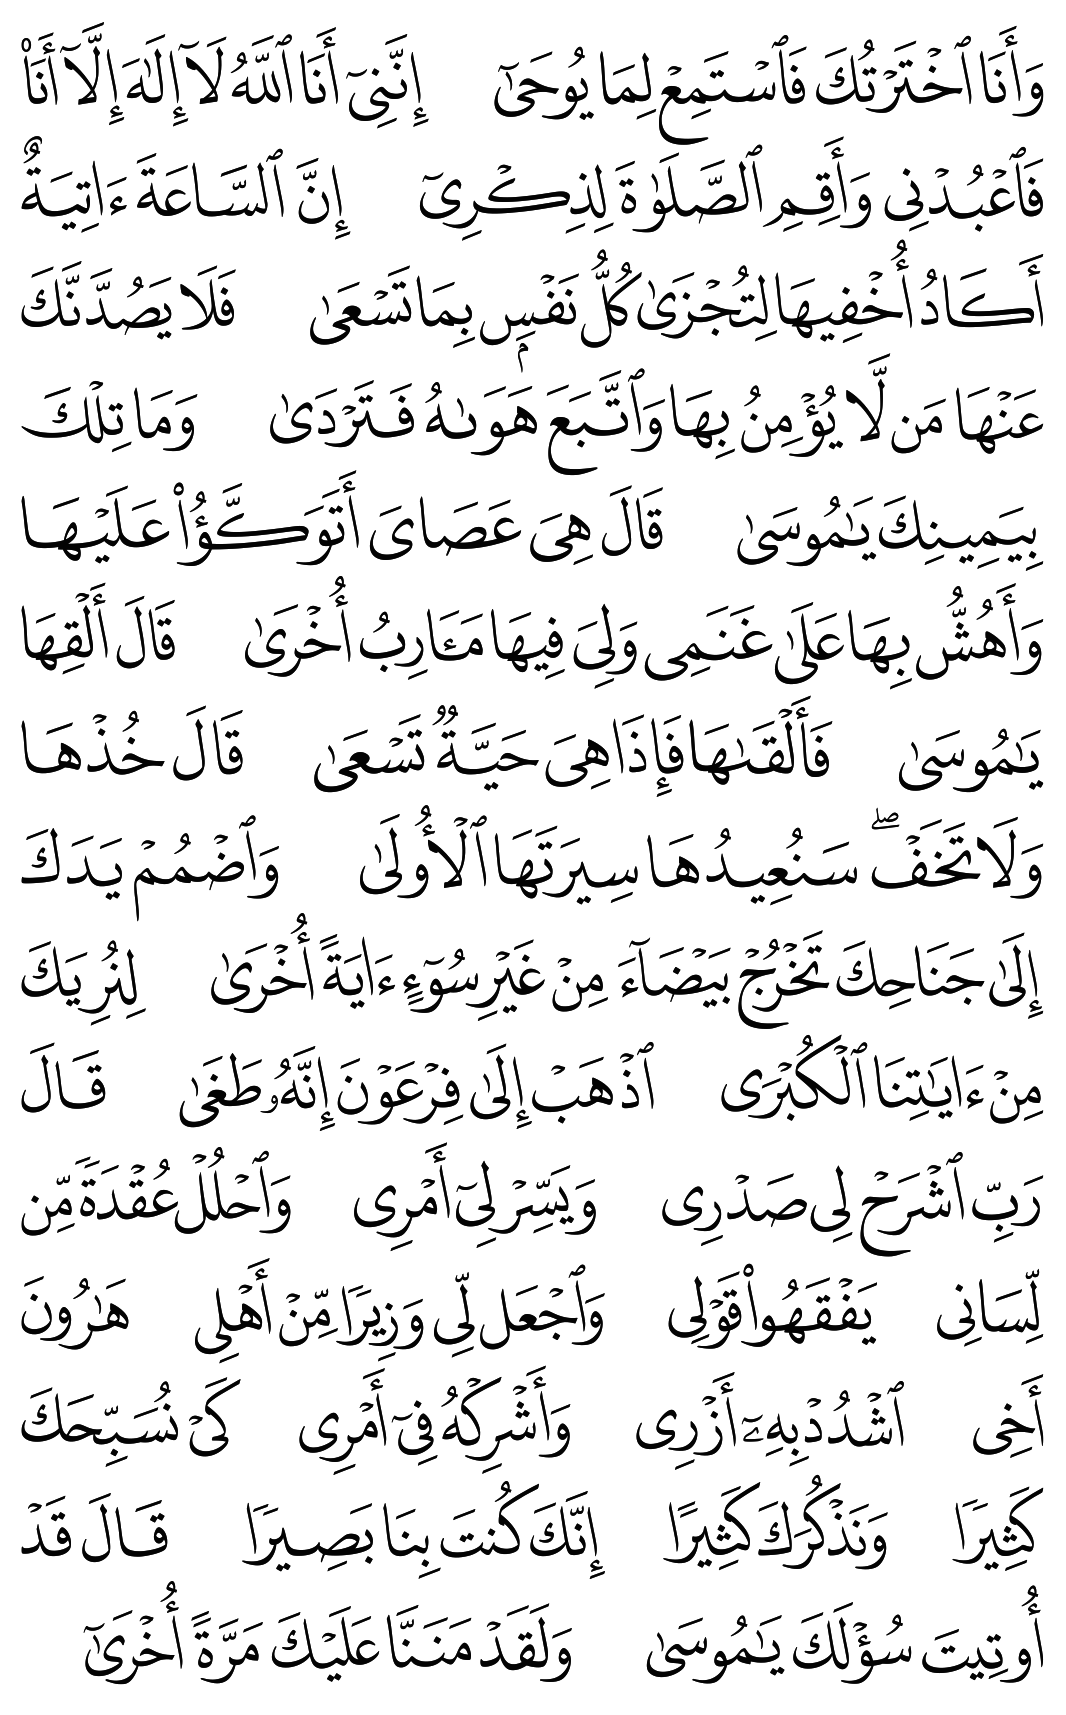 وَأَنَا ٱخْتَرْتُكَ فَٱسْتَمِعْ لِمَا يُوحَىٰٓ إِنَّنِىٓ أَنَا ٱللَّهُ لَآ إِلَٰهَ إِلَّآ أَنَا۠
فَٱعْبُدْنِى وَأَقِمِ ٱلصَّلَوٰةَ لِذِكْرِىٓ إِنَّ ٱلسَّاعَةَ ءَاتِيَةٌ
أَكَادُ أُخْفِيهَا لِتُجْزَىٰ كُلُّ نَفْسٍۭ بِمَا تَسْعَىٰ فَلَا يَصُدَّنَّكَ
عَنْهَا مَن لَّا يُؤْمِنُ بِهَا وَٱتَّبَعَ هَوَىٰهُ فَتَرْدَىٰ وَمَا تِلْكَ
بِيَمِينِكَ يَٰمُوسَىٰ قَالَ هِىَ عَصَاىَ أَتَوَكَّؤُا۟ عَلَيْهَا
وَأَهُشُّ بِهَا عَلَىٰ غَنَمِى وَلِىَ فِيهَا مَـَٔارِبُ أُخْرَىٰ قَالَ أَلْقِهَا
يَٰمُوسَىٰ فَأَلْقَىٰهَا فَإِذَا هِىَ حَيَّةٌ تَسْعَىٰ قَالَ خُذْهَا
وَلَا تَخَفْ ۖ سَنُعِيدُهَا سِيرَتَهَا ٱلْأُولَىٰ وَٱضْمُمْ يَدَكَ
إِلَىٰ جَنَاحِكَ تَخْرُجْ بَيْضَآءَ مِنْ غَيْرِ سُوٓءٍ ءَايَةً أُخْرَىٰ لِنُرِيَكَ
مِنْ ءَايَٰتِنَا ٱلْكُبْرَى ٱذْهَبْ إِلَىٰ فِرْعَوْنَ إِنَّهُۥ طَغَىٰ قَالَ
رَبِّ ٱشْرَحْ لِى صَدْرِى وَيَسِّرْ لِىٓ أَمْرِى وَٱحْلُلْ عُقْدَةً مِّن
لِّسَانِى يَفْقَهُوا۟ قَوْلِى وَٱجْعَل لِّى وَزِيرًا مِّنْ أَهْلِى هَٰرُونَ
أَخِى ٱشْدُدْ بِهِۦٓ أَزْرِى وَأَشْرِكْهُ فِىٓ أَمْرِى كَىْ نُسَبِّحَكَ
كَثِيرًا وَنَذْكُرَكَ كَثِيرًا إِنَّكَ كُنتَ بِنَا بَصِيرًا قَالَ قَدْ
أُوتِيتَ سُؤْلَكَ يَٰمُوسَىٰ وَلَقَدْ مَنَنَّا عَلَيْكَ مَرَّةً أُخْرَىٰٓ